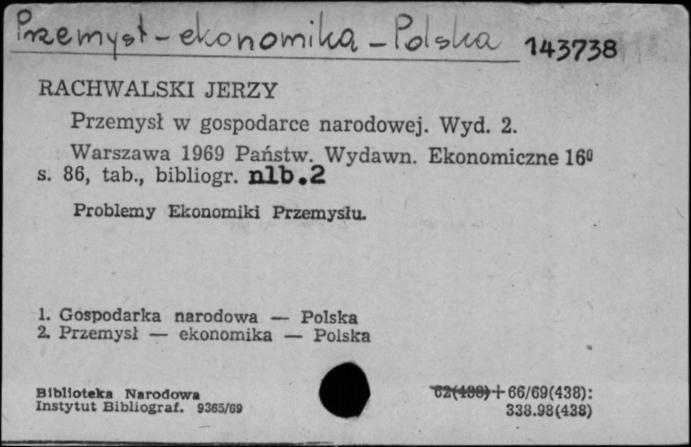 Przemysł - ekonomika - Polska 143738
RACHWALSKI JERZY
Przemysł w gospodarce narodowej. Wyd. 2.
Warszawa 1969 Państw. Wydawn. Ekonomiczne 16⁰
s. 86, tab., bibliogr. nlb.2
Problemy Ekonomiki Przemysłu.
1. Gospodarka narodowa — Polska
2. Przemysł — ekonomika — Polska
Biblioteka Narodowa
Instytut Bibliograf. 9365/69
62(438)+66/69(438):
338.98(438)